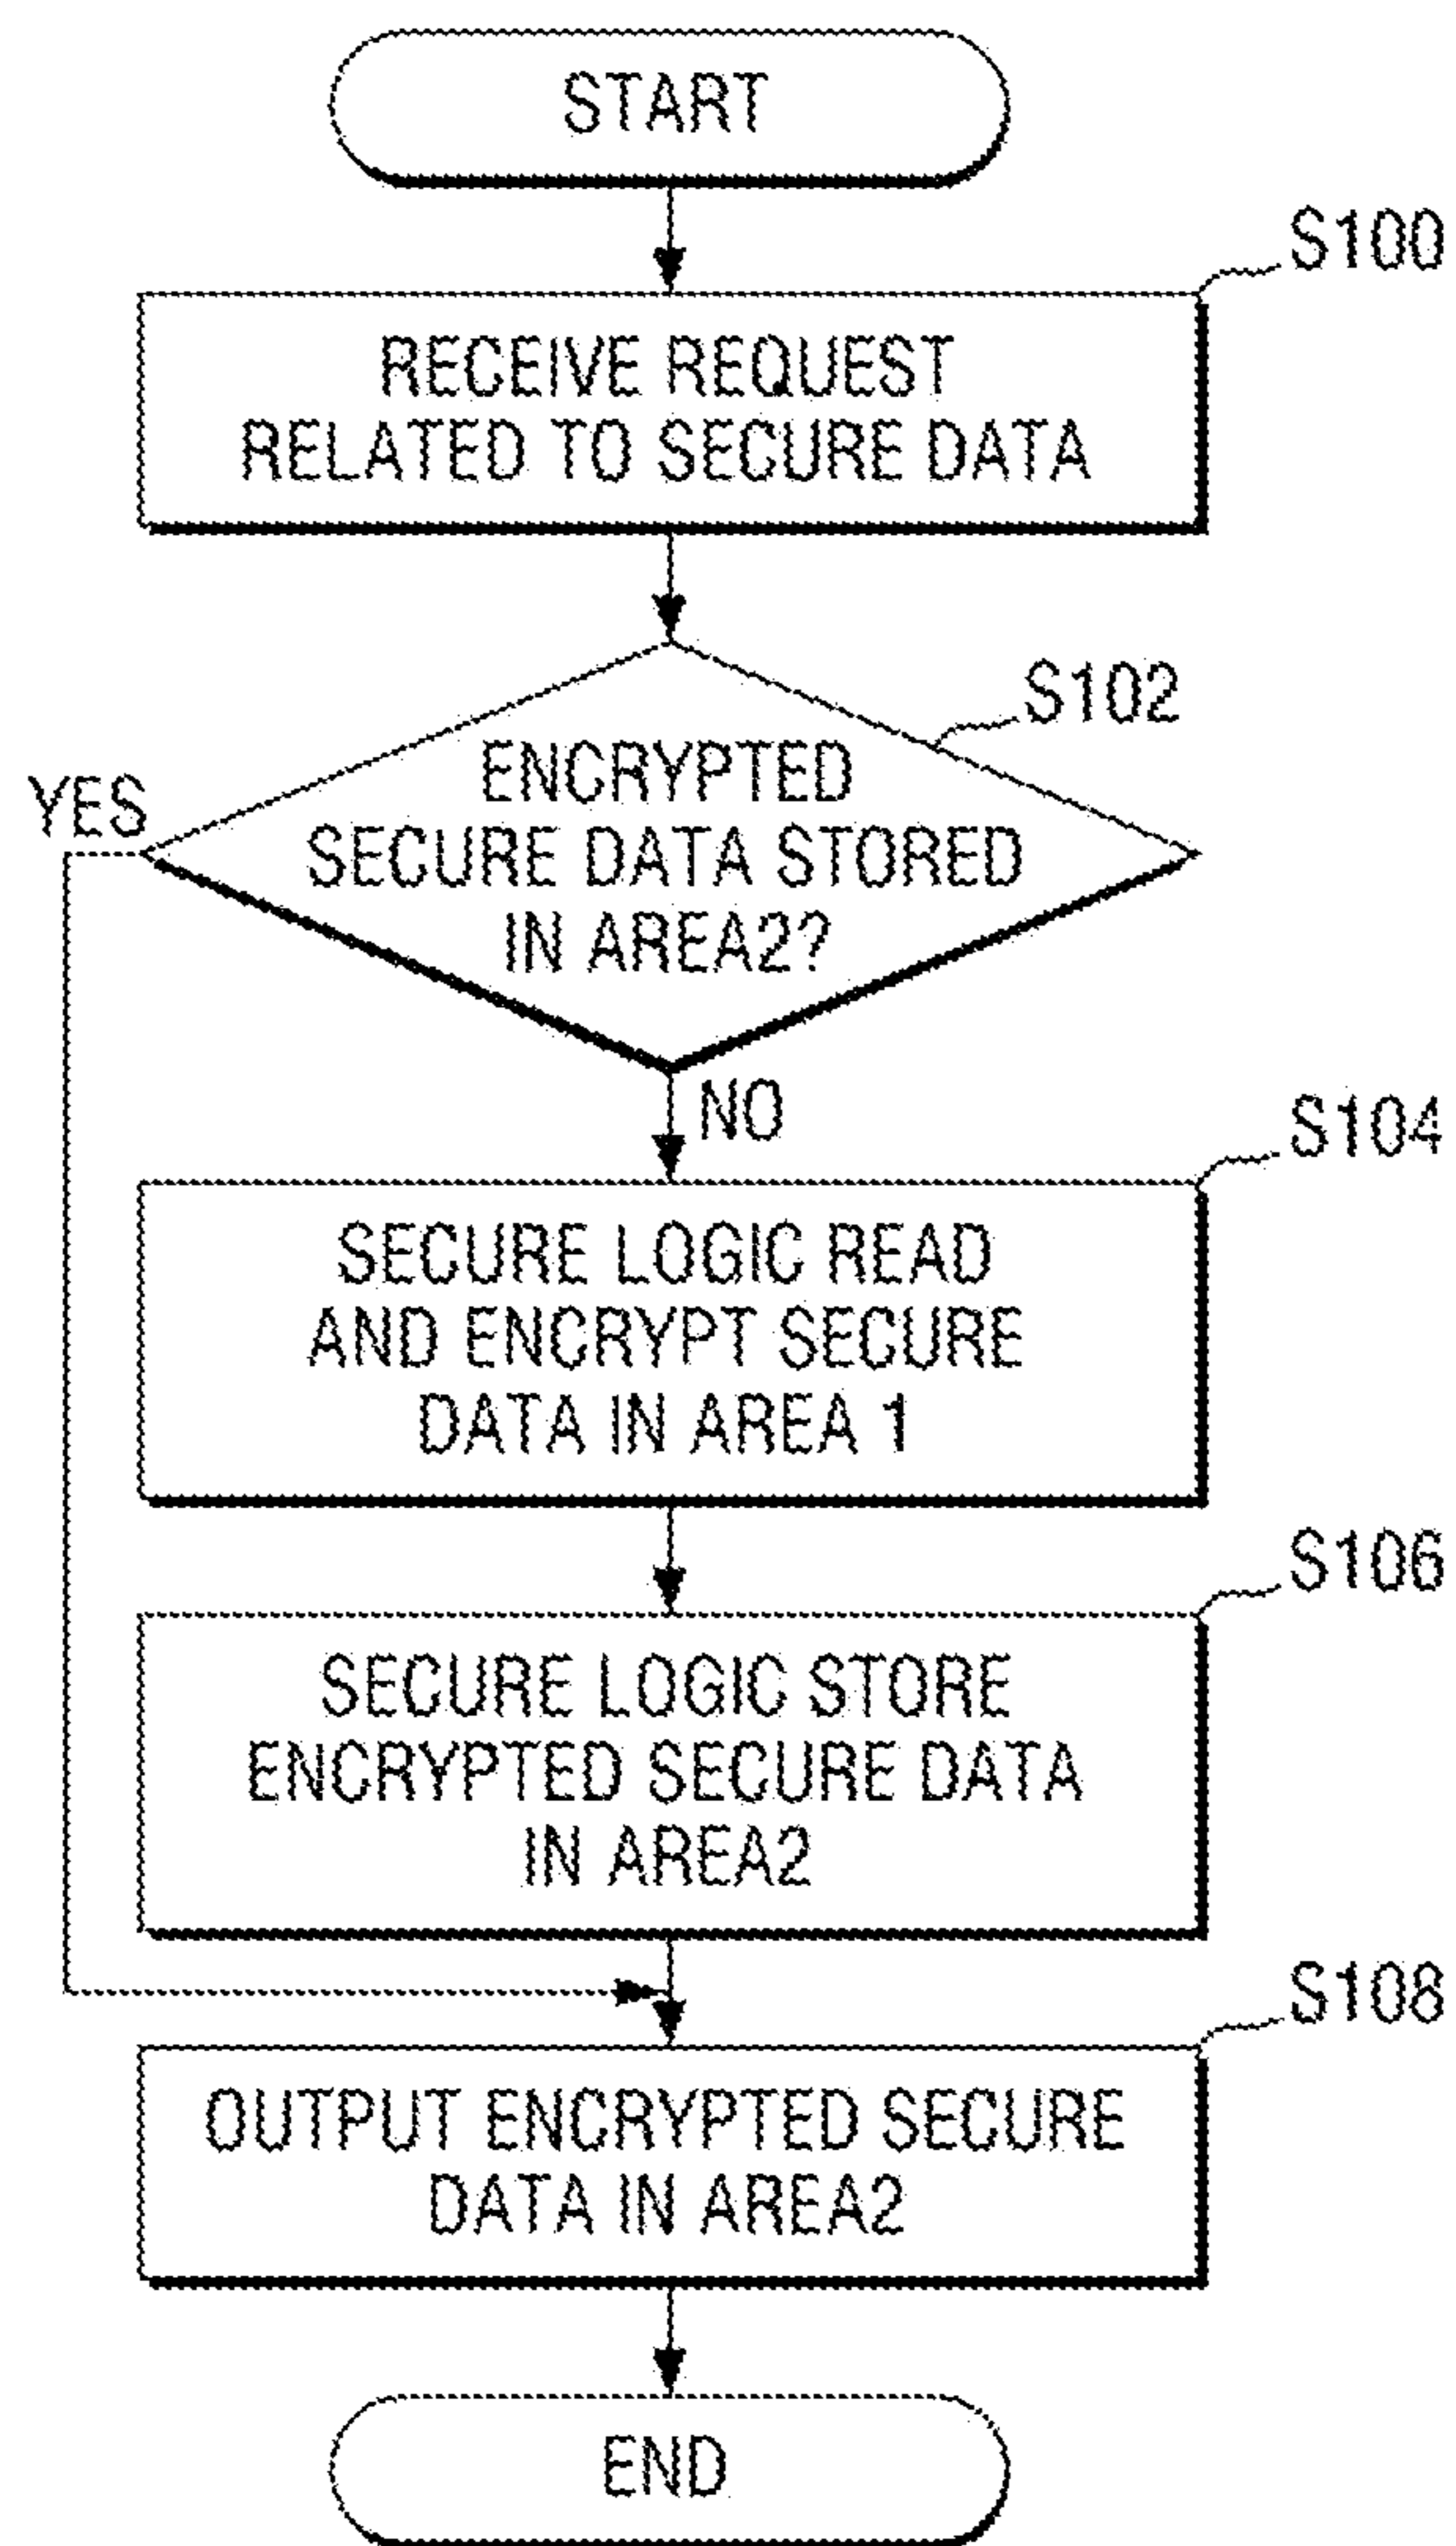 START
S100
RECEIVE REQUEST
RELATED TO SECURE DATA
S102
ENCRYPTED
SECURE DATA STORED
IN AREA2?
YES
NO
S104
SECURE LOGIC READ
AND ENCRYPT SECURE
DATA IN AREA 1
S106
SECURE LOGIC STORE
ENCRYPTED SECURE DATA
IN AREA2
S108
OUTPUT ENCRYPTED SECURE
DATA IN AREA2
END